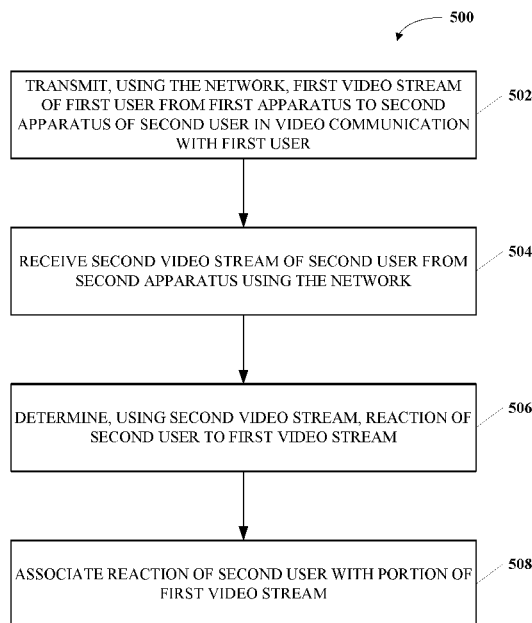 500
TRANSMIT, USING THE NETWORK, FIRST VIDEO STREAM
OF FIRST USER FROM FIRST APPARATUS TO SECOND
APPARATUS OF SECOND USER IN VIDEO COMMUNICATION
WITH FIRST USER
502
RECEIVE SECOND VIDEO STREAM OF SECOND USER FROM
SECOND APPARATUS USING THE NETWORK
504
DETERMINE, USING SECOND VIDEO STREAM, REACTION OF
SECOND USER TO FIRST VIDEO STREAM
506
ASSOCIATE REACTION OF SECOND USER WITH PORTION OF
FIRST VIDEO STREAM
508